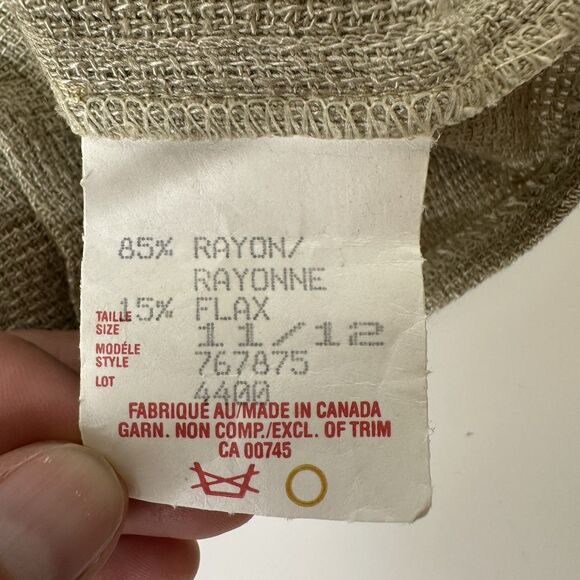 85% RAYON/
RAYONNE
15% FLAX
TAILLE
SIZE 11/12
MODÉLE
STYLE 767875
LOT 4400
FABRIQUÉ AU/MADE IN CANADA
GARN. NON COMP./EXCL. OF TRIM
CA 00745